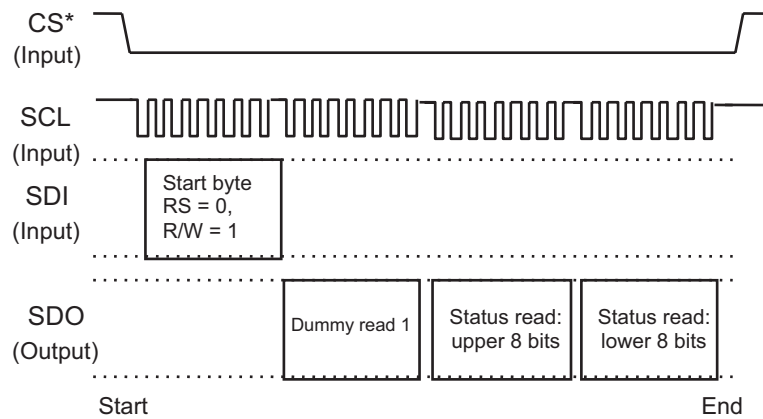 CS*
(Input)
SCL
(Input)
SDI
(Input)
Start byte
RS = 0,
R/W = 1
SDO
(Output)
Dummy read 1
Status read:
upper 8 bits
Status read:
lower 8 bits
Start
End